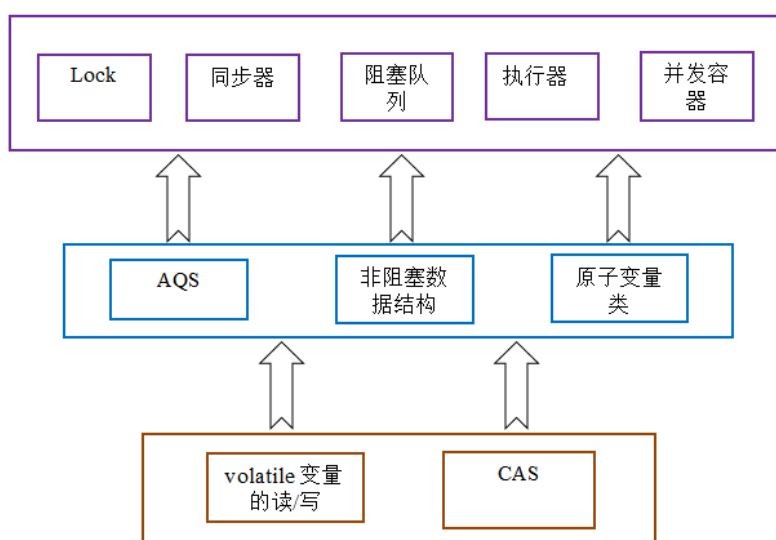 Lock
同步器
阻塞队
列
执行器
并发容
器
AQS
非阻塞数
据结构
原子变量
类
volatile 变量
的读/写
CAS